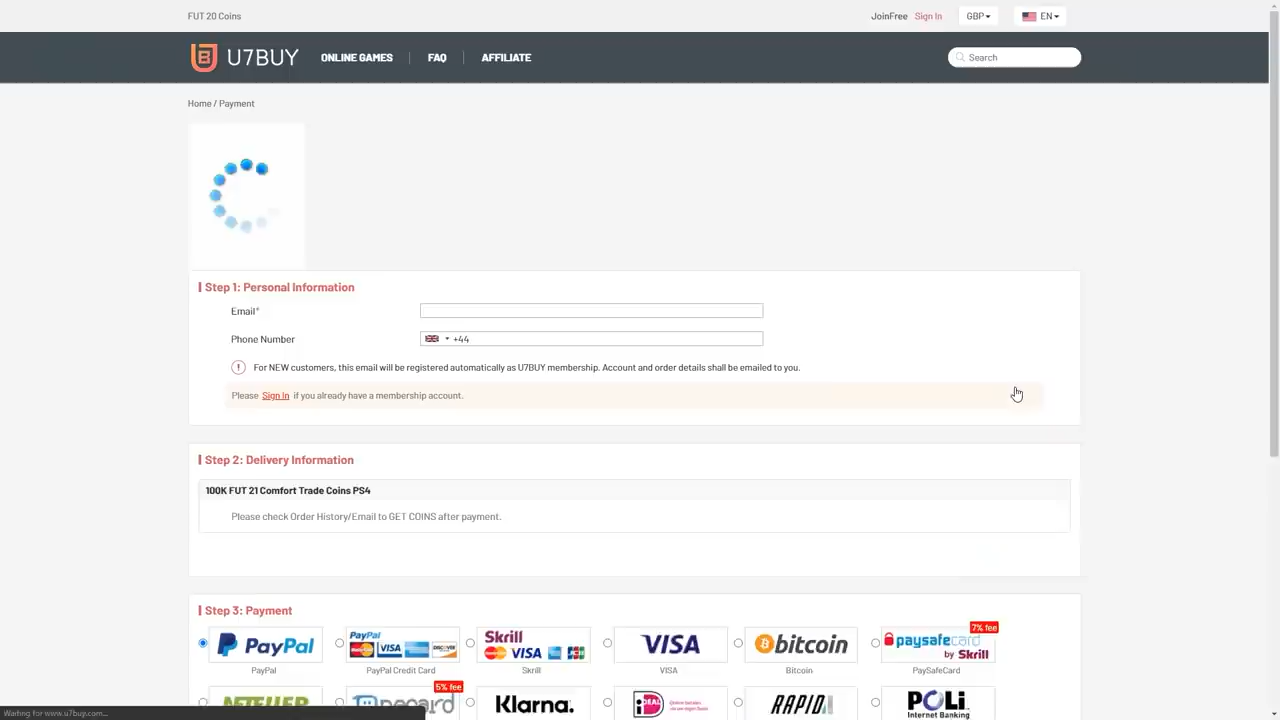 FUT 20 Coins
JoinFree Sign In GBP EN
U7BUY ONLINE GAMES FAQ AFFILIATE Search
Home / Payment
Step 1: Personal Information
Email*
Phone Number +44
! For NEW customers, this email will be registered automatically as U7BUY membership. Account and order details shall be emailed to you.
Please Sign In if you already have a membership account.
Step 2: Delivery Information
100K FUT 21 Comfort Trade Coins PS4
Please check Order History/Email to GET COINS after payment.
Step 3: Payment
7% fee
PayPal PayPal VISA DISCOVER Skrill VISA JCB VISA bitcoin paysafecard by Skrill
PayPal PayPal Credit Card Skrill VISA Bitcoin PaySafeCard
5% fee
NETELLER onecard Klarna. iDEAL RAPID POLi
Internet Banking
Waiting for www.u7buy.com...